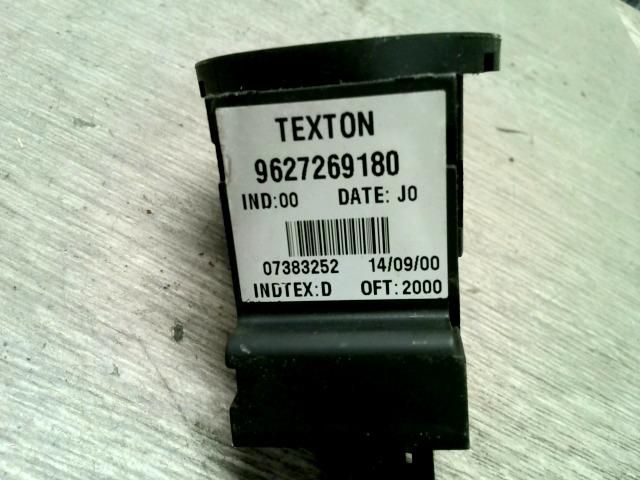 TEXTON
9627269180
IND:00 DATE: J0
07383252 14/09/00
INDTEX:D OFT: 2000